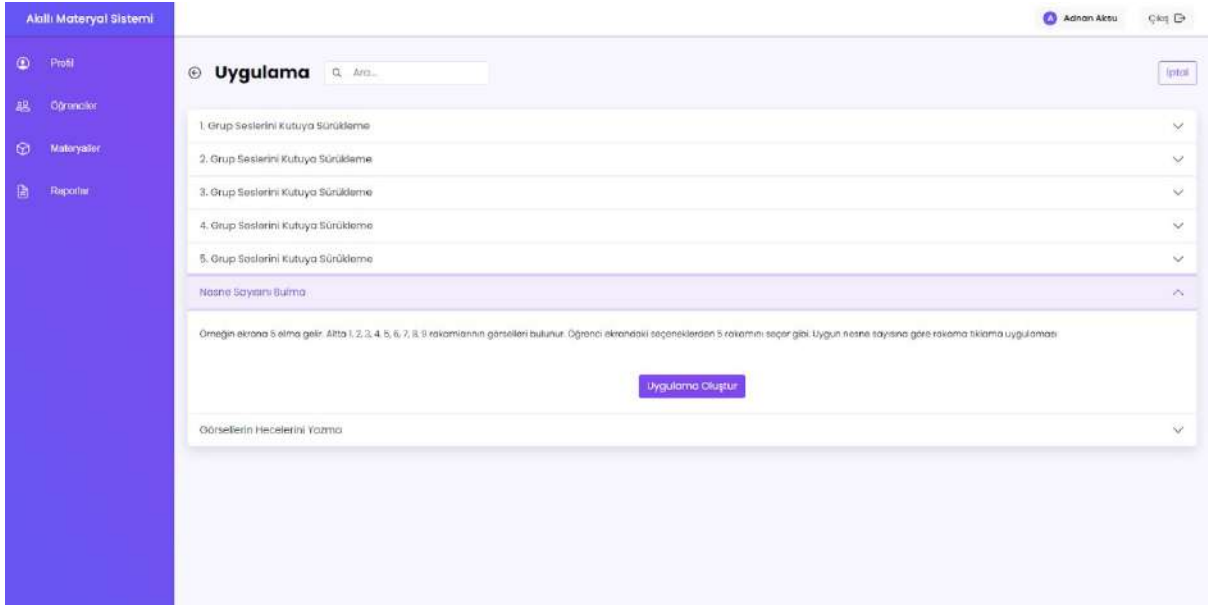 Akıllı Materyal Sistemi
A Adnan Aksu
Çıkış
Profil
Öğrenciler
Materyaller
Raporlar
Uygulama
Ara...
İptal
1. Grup Seslerini Kutuya Sürükleme
2. Grup Seslerini Kutuya Sürükleme
3. Grup Seslerini Kutuya Sürükleme
4. Grup Seslerini Kutuya Sürükleme
5. Grup Seslerini Kutuya Sürükleme
Nesne Sayısını Bulma
Örneğin ekrana 5 elma gelir. Altta 1, 2, 3, 4, 5, 6, 7, 8, 9 rakamlarının görselleri bulunur. Öğrenci ekrandaki seçeneklerden 5 rakamını seçer gibi. Uygun nesne sayısına göre rakama tıklama uygulaması
Uygulama Oluştur
Görsellerin Hecelerini Yazma